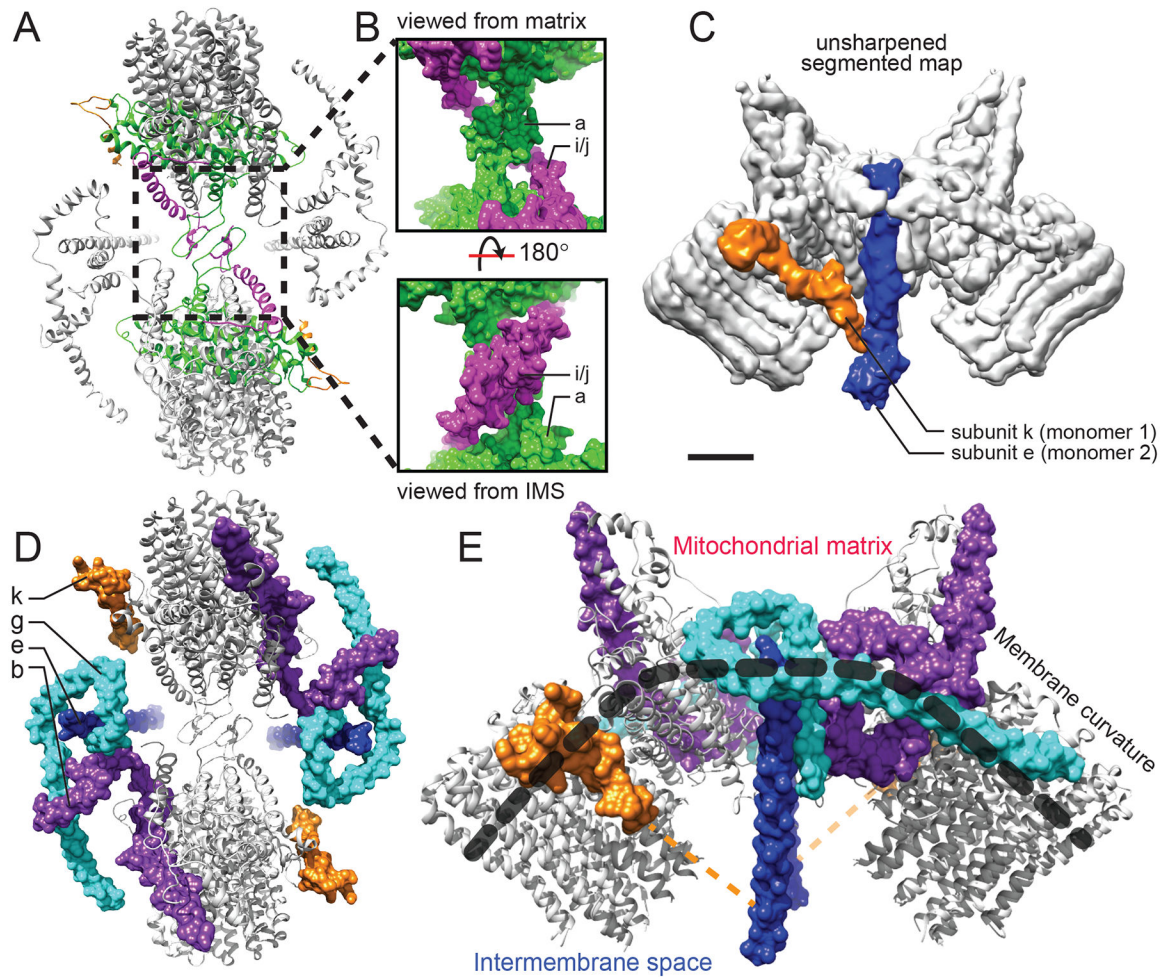 A
B
viewed from matrix
a
i/j
180°
i/j
a
viewed from IMS
C
unsharpened
segmented map
subunit k (monomer 1)
subunit e (monomer 2)
D
k
g
e
b
E
Mitochondrial matrix
Membrane curvature
Intermembrane space